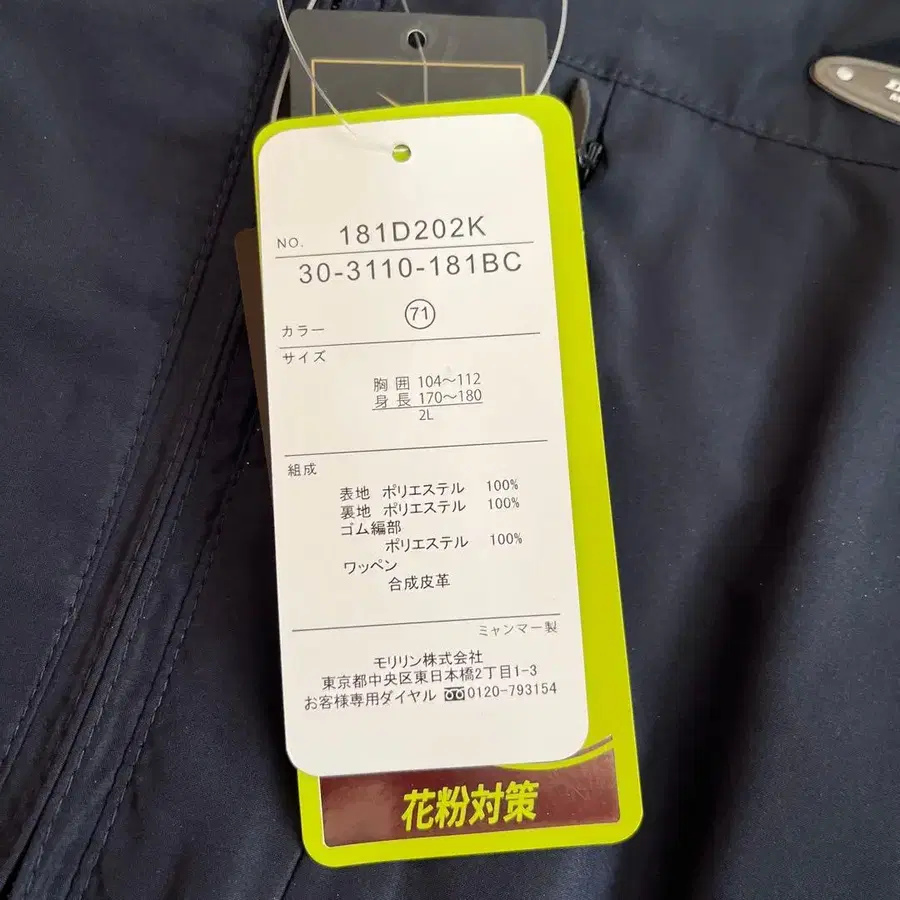 NO. 181D202K
30-3110-181BC
カラー 71
サイズ
胸囲 104～112
身長 170～180
2L
組成
表地 ポリエステル 100%
裏地 ポリエステル 100%
ゴム編部
ポリエステル 100%
ワッペン
合成皮革
ミャンマー製
モリリン株式会社
東京都中央区東日本橋2丁目1-3
お客様専用ダイヤル 0120-793154
花粉対策